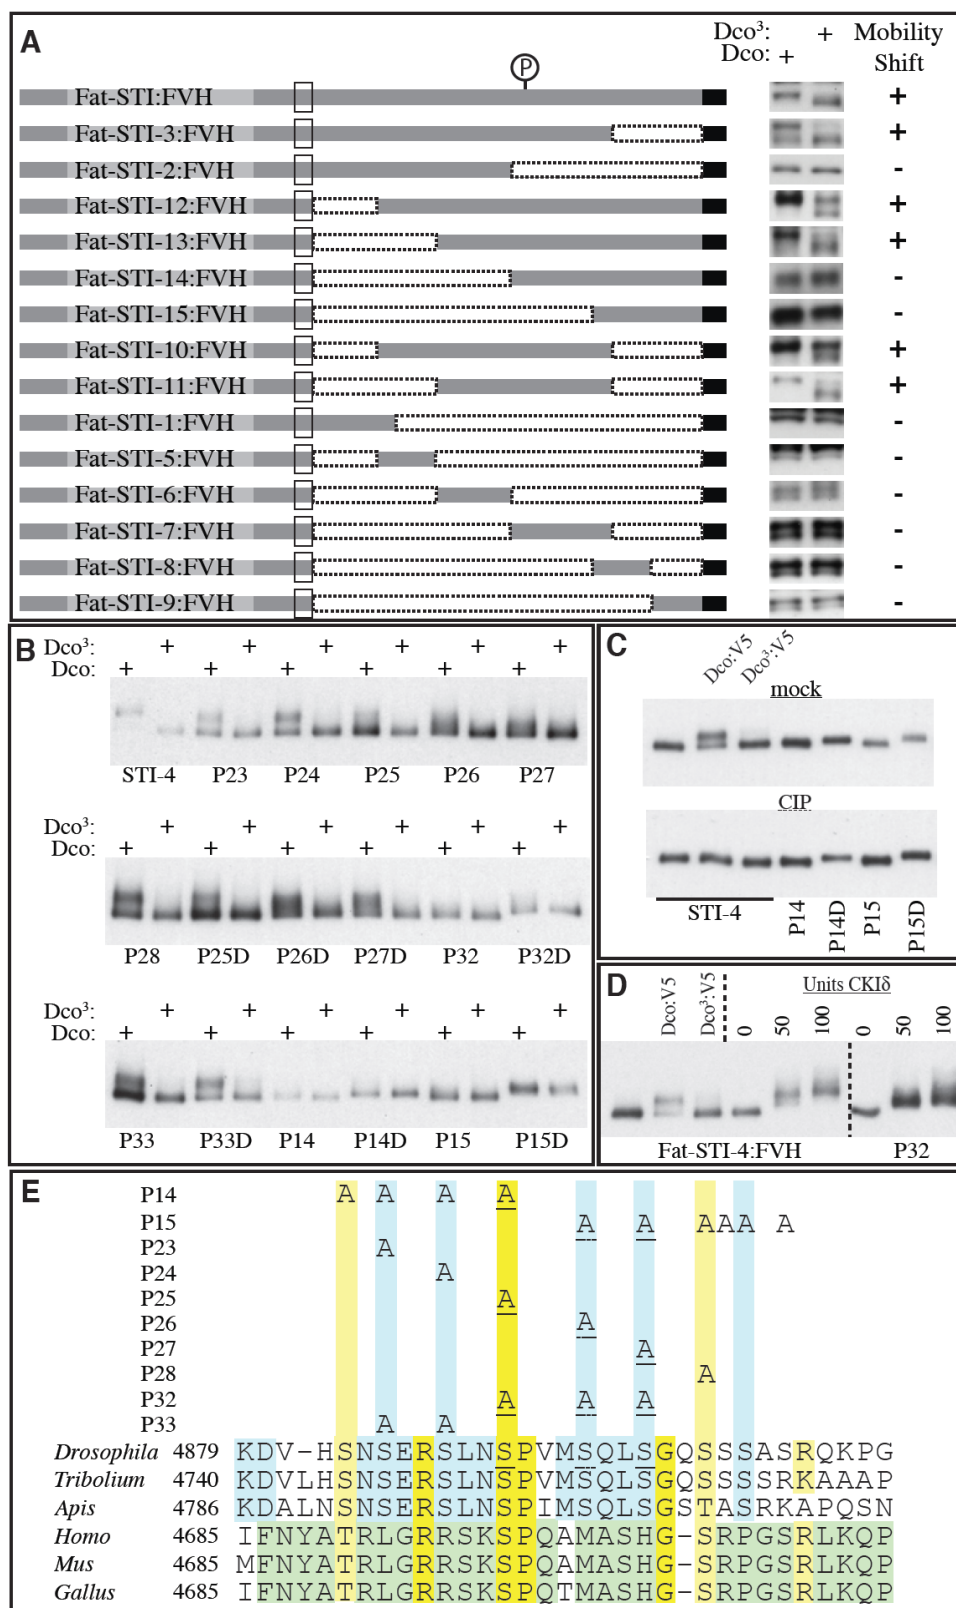 A
Dco³: + Mobility
Dco: + Shift
P
Fat-STI:FVH +
Fat-STI-3:FVH +
Fat-STI-2:FVH -
Fat-STI-12:FVH +
Fat-STI-13:FVH +
Fat-STI-14:FVH -
Fat-STI-15:FVH -
Fat-STI-10:FVH +
Fat-STI-11:FVH +
Fat-STI-1:FVH -
Fat-STI-5:FVH -
Fat-STI-6:FVH -
Fat-STI-7:FVH -
Fat-STI-8:FVH -
Fat-STI-9:FVH -
B
Dco³: + + + + + +
Dco: + + + + + +
STI-4 P23 P24 P25 P26 P27
Dco³: + + + + + +
Dco: + + + + + +
P28 P25D P26D P27D P32 P32D
Dco³: + + + + + +
Dco: + + + + + +
P33 P33D P14 P14D P15 P15D
C
Dco:V5 Dco³:V5
mock
CIP
STI-4 P14 P14D P15 P15D
D
Dco:V5 Dco³:V5 Units CKIδ
0 50 100 0 50 100
Fat-STI-4:FVH P32
E
P14 A A A A
P15 A A A A A A
P23 A
P24 A
P25 A
P26 A
P27 A
P28 A
P32 A A A
P33 A A
Drosophila 4879 KDV-HSNSERSLNSPVMSQLSGQSSSASRQKPG
Tribolium 4740 KDVLHSNSERSLNSPVMSQLSGQSSSSRKAAAP
Apis 4786 KDALNSNSERSLNSPIMSQLSGSTASRKAPQSN
Homo 4685 IFNYATRLGRRSKSPQAMASHG-SRPGSRLKQP
Mus 4685 MFNYATRLGRRSKSPQAMASHG-SRPGSRLKQP
Gallus 4685 IFNYATRLGRRSKSPQTMASHG-SRPGSRLKQP